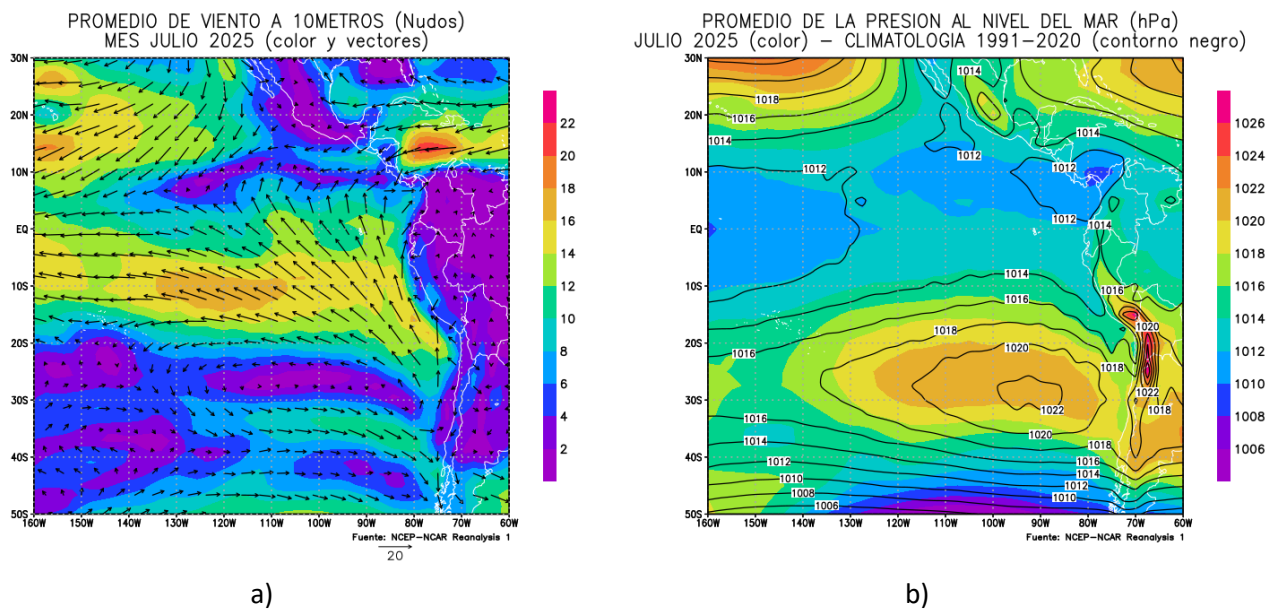 PROMEDIO DE VIENTO A 10METROS (Nudos)
MES JULIO 2025 (color y vectores)
30N
20N
10N
EQ
10S
20S
30S
40S
50S
160W 150W 140W 130W 120W 110W 100W 90W 80W 70W 60W
22
20
18
16
14
12
10
8
6
4
2
Fuente: NCEP-NCAR Reanalysis 1
20
a)
PROMEDIO DE LA PRESION AL NIVEL DEL MAR (hPa)
JULIO 2025 (color) - CLIMATOLOGIA 1991-2020 (contorno negro)
30N
20N
10N
EQ
10S
20S
30S
40S
50S
1014
1018
1016
1014
1014
1012
1012
1012
1012
1014
1014
1016
1016
1018
1020
1016
1020
1018
1022
1022
1018
1016
1020
1018
1014
1016
1012
1014
1010
1012
1008
1010
1006
160W 150W 140W 130W 120W 110W 100W 90W 80W 70W 60W
1026
1024
1022
1020
1018
1016
1014
1012
1010
1008
1006
Fuente: NCEP-NCAR Reanalysis 1
b)